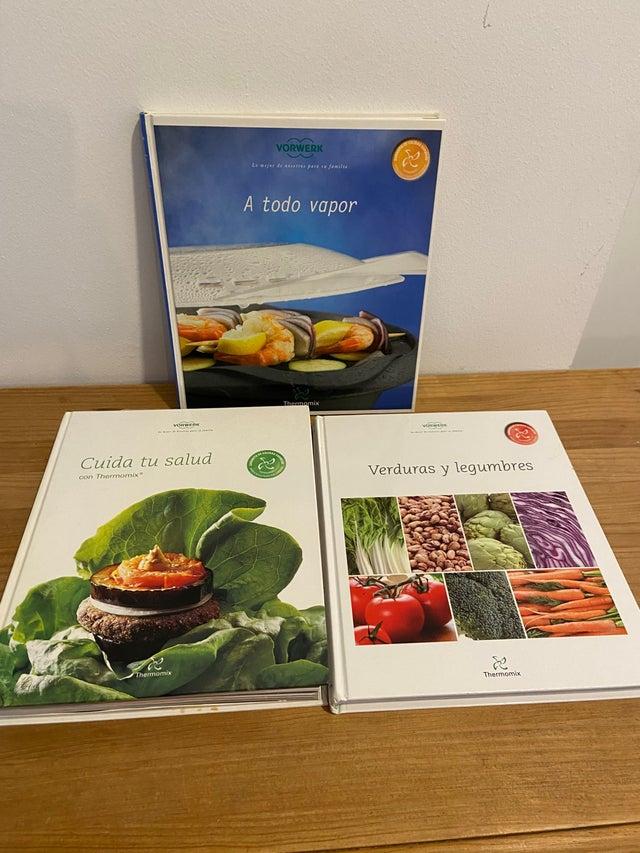 VORWERK
Lo mejor de nosotros para su familia
A todo vapor
Thermomix
VORWERK
Cuida tu salud
con Thermomix®
Thermomix
VORWERK
Verduras y legumbres
Thermomix